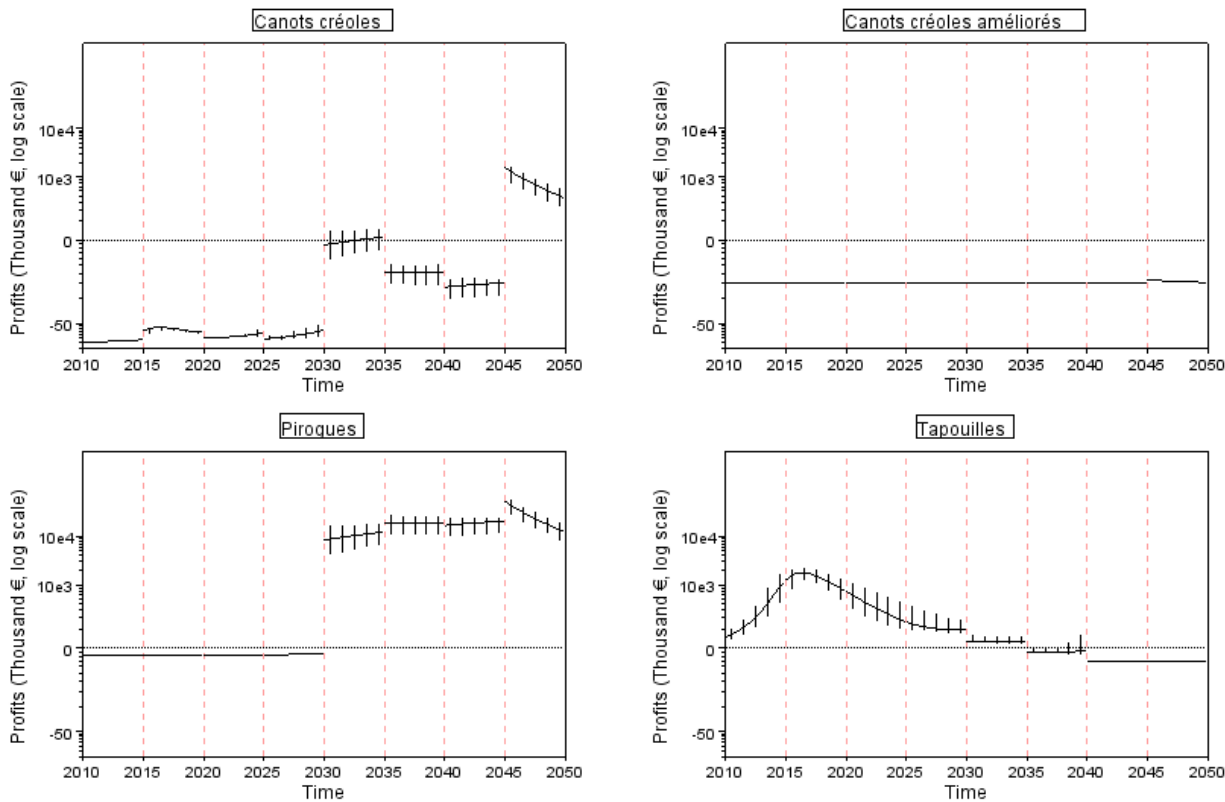 Canots créoles
Profits (Thousand €, log scale)
10e4
10e3
0
-50
2010 2015 2020 2025 2030 2035 2040 2045 2050
Time
Canots créoles améliorés
Profits (Thousand €, log scale)
10e4
10e3
0
-50
2010 2015 2020 2025 2030 2035 2040 2045 2050
Time
Pirogues
Profits (Thousand €, log scale)
10e4
10e3
0
-50
2010 2015 2020 2025 2030 2035 2040 2045 2050
Time
Tapouilles
Profits (Thousand €, log scale)
10e4
10e3
0
-50
2010 2015 2020 2025 2030 2035 2040 2045 2050
Time